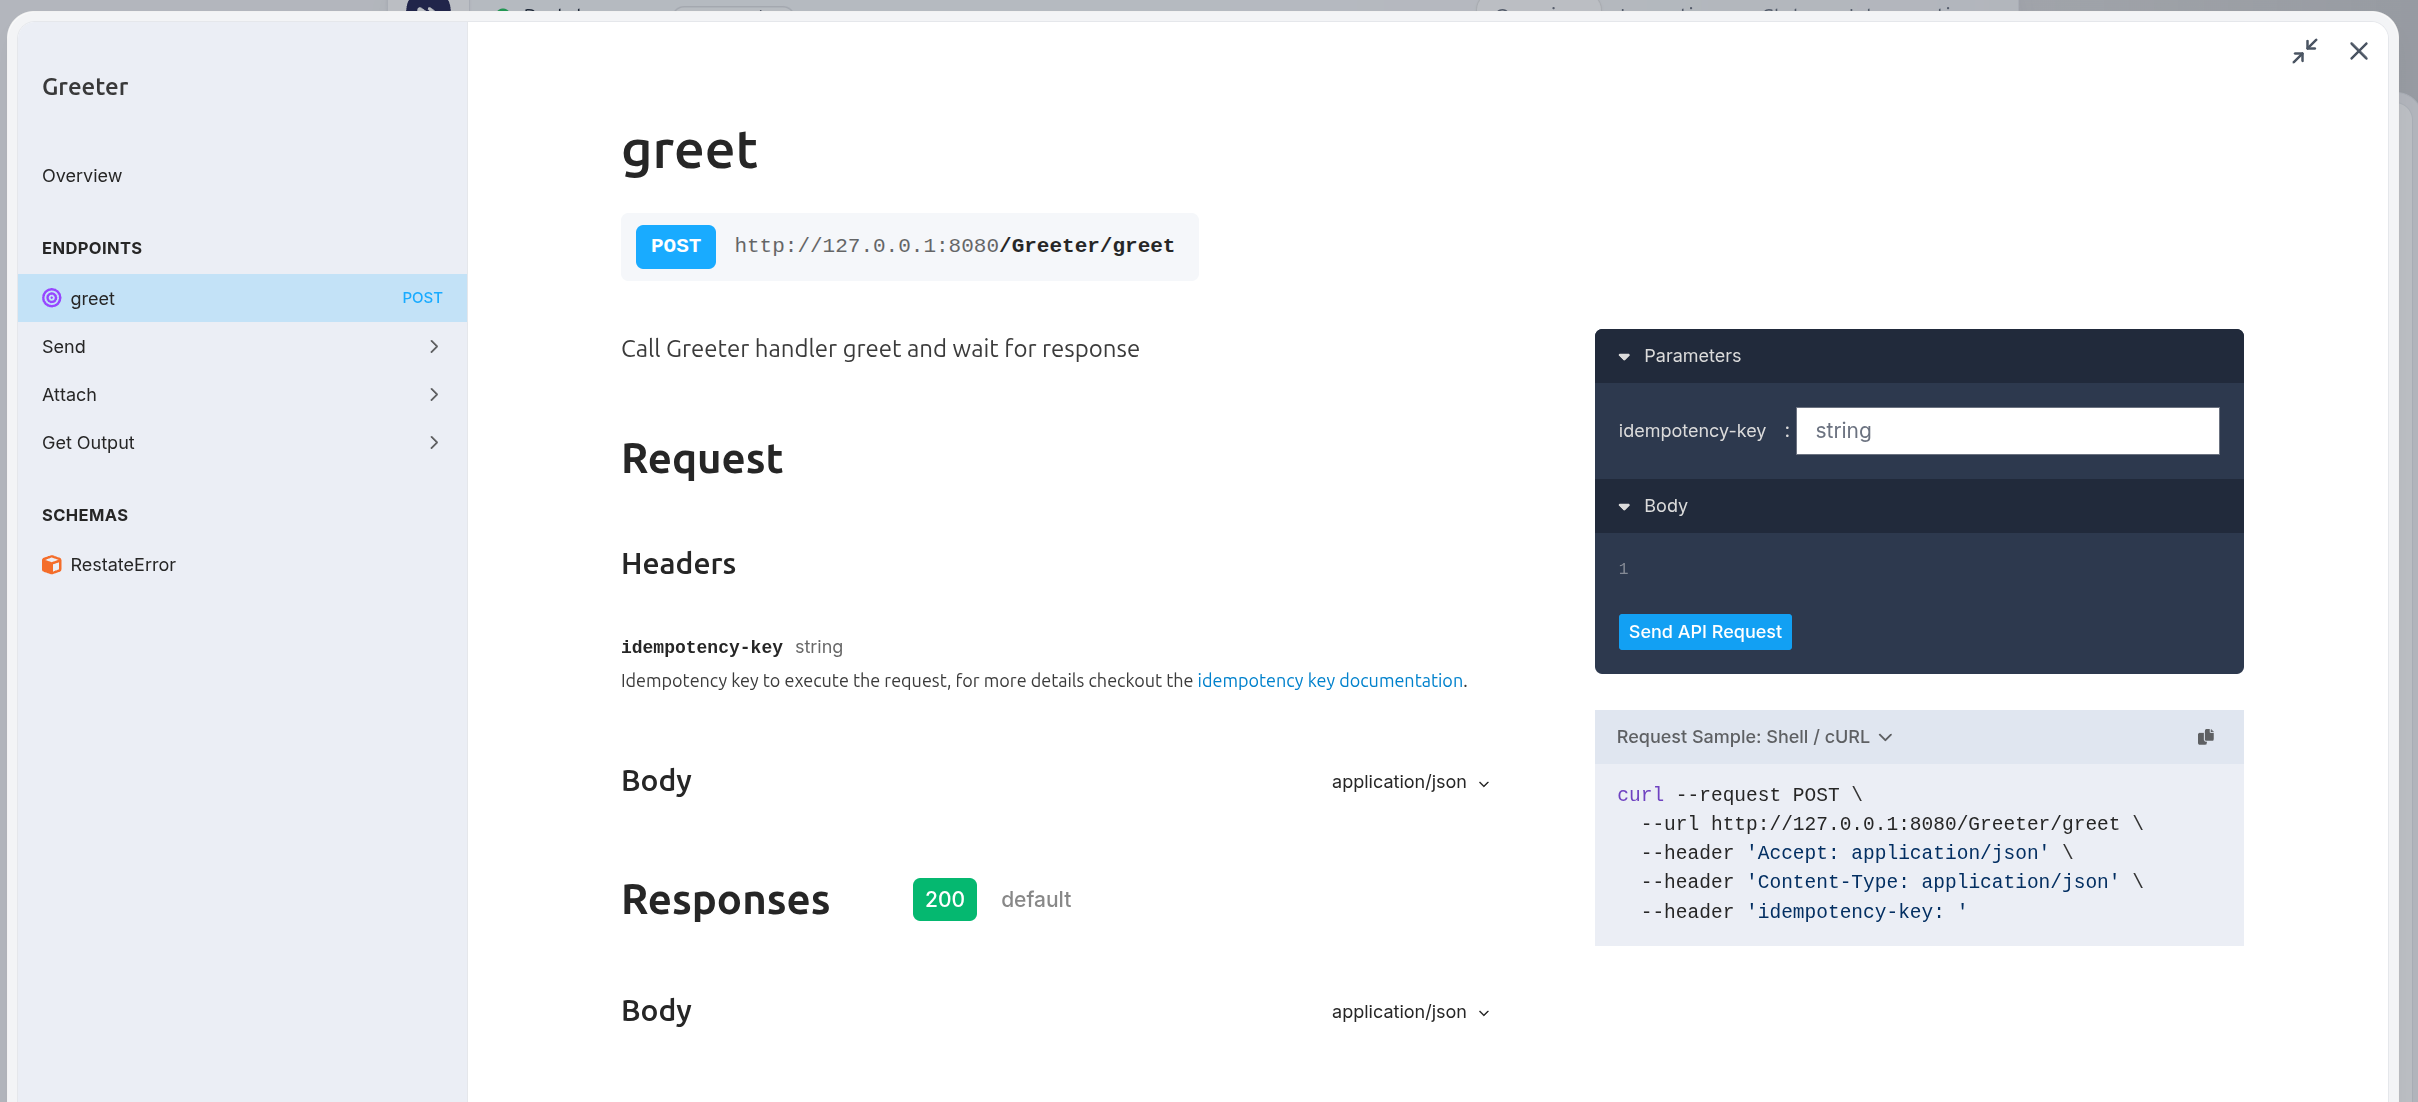 Greeter
Overview
ENDPOINTS
greet POST
Send
Attach
Get Output
SCHEMAS
RestateError
greet
POST http://127.0.0.1:8080/Greeter/greet
Call Greeter handler greet and wait for response
Request
Headers
idempotency-key string
Idempotency key to execute the request, for more details checkout the idempotency key documentation.
Body application/json
Responses 200 default
Body application/json
Parameters
idempotency-key : string
Body
1
Send API Request
Request Sample: Shell / cURL
curl --request POST \
--url http://127.0.0.1:8080/Greeter/greet \
--header 'Accept: application/json' \
--header 'Content-Type: application/json' \
--header 'idempotency-key: '